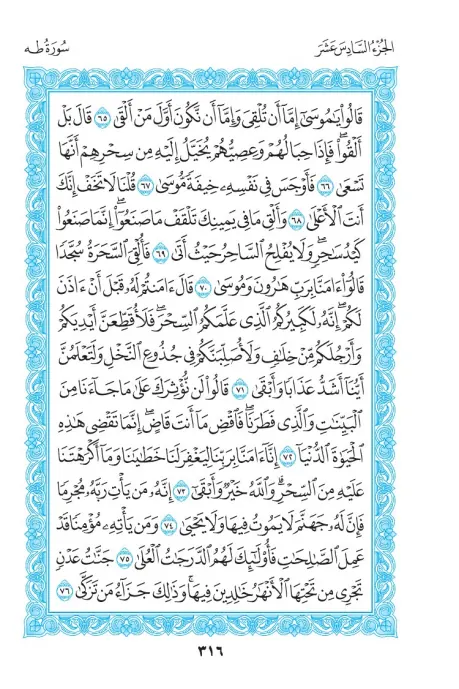 الجزء السادس عشر
سورة طه
قَالُوا۟ يَٰمُوسَىٰٓ إِمَّآ أَن تُلْقِىَ وَإِمَّآ أَن نَّكُونَ أَوَّلَ مَنْ أَلْقَىٰ ٦٥ قَالَ بَلْ
أَلْقُوا۟ ۖ فَإِذَا حِبَالُهُمْ وَعِصِيُّهُمْ يُخَيَّلُ إِلَيْهِ مِن سِحْرِهِمْ أَنَّهَا
تَسْعَىٰ ٦٦ فَأَوْجَسَ فِى نَفْسِهِۦ خِيفَةً مُّوسَىٰ ٦٧ قُلْنَا لَا تَخَفْ إِنَّكَ
أَنتَ ٱلْأَعْلَىٰ ٦٨ وَأَلْقِ مَا فِى يَمِينِكَ تَلْقَفْ مَا صَنَعُوٓا۟ ۖ إِنَّمَا صَنَعُوا۟
كَيْدُ سَٰحِرٍ ۖ وَلَا يُفْلِحُ ٱلسَّاحِرُ حَيْثُ أَتَىٰ ٦٩ فَأُلْقِىَ ٱلسَّحَرَةُ سُجَّدًا
قَالُوٓا۟ ءَامَنَّا بِرَبِّ هَٰرُونَ وَمُوسَىٰ ٧٠ قَالَ ءَامَنتُمْ لَهُۥ قَبْلَ أَنْ ءَاذَنَ
لَكُمْ ۖ إِنَّهُۥ لَكَبِيرُكُمُ ٱلَّذِى عَلَّمَكُمُ ٱلسِّحْرَ ۖ فَلَأُقَطِّعَنَّ أَيْدِيَكُمْ
وَأَرْجُلَكُم مِّنْ خِلَٰفٍ وَلَأُصَلِّبَنَّكُمْ فِى جُذُوعِ ٱلنَّخْلِ وَلَتَعْلَمُنَّ
أَيُّنَآ أَشَدُّ عَذَابًا وَأَبْقَىٰ ٧١ قَالُوا۟ لَن نُّؤْثِرَكَ عَلَىٰ مَا جَآءَنَا مِنَ
ٱلْبَيِّنَٰتِ وَٱلَّذِى فَطَرَنَا ۖ فَٱقْضِ مَآ أَنتَ قَاضٍ ۖ إِنَّمَا تَقْضِى هَٰذِهِ
ٱلْحَيَوٰةَ ٱلدُّنْيَآ ٧٢ إِنَّآ ءَامَنَّا بِرَبِّنَا لِيَغْفِرَ لَنَا خَطَٰيَٰنَا وَمَآ أَكْرَهْتَنَا
عَلَيْهِ مِنَ ٱلسِّحْرِ ۗ وَٱللَّهُ خَيْرٌ وَأَبْقَىٰٓ ٧٣ إِنَّهُۥ مَن يَأْتِ رَبَّهُۥ مُجْرِمًا
فَإِنَّ لَهُۥ جَهَنَّمَ لَا يَمُوتُ فِيهَا وَلَا يَحْيَىٰ ٧٤ وَمَن يَأْتِهِۦ مُؤْمِنًا قَدْ
عَمِلَ ٱلصَّٰلِحَٰتِ فَأُو۟لَٰٓئِكَ لَهُمُ ٱلدَّرَجَٰتُ ٱلْعُلَىٰ ٧٥ جَنَّٰتُ عَدْنٍ
تَجْرِى مِن تَحْتِهَا ٱلْأَنْهَٰرُ خَٰلِدِينَ فِيهَا ۚ وَذَٰلِكَ جَزَآءُ مَن تَزَكَّىٰ ٧٦
٣١٦